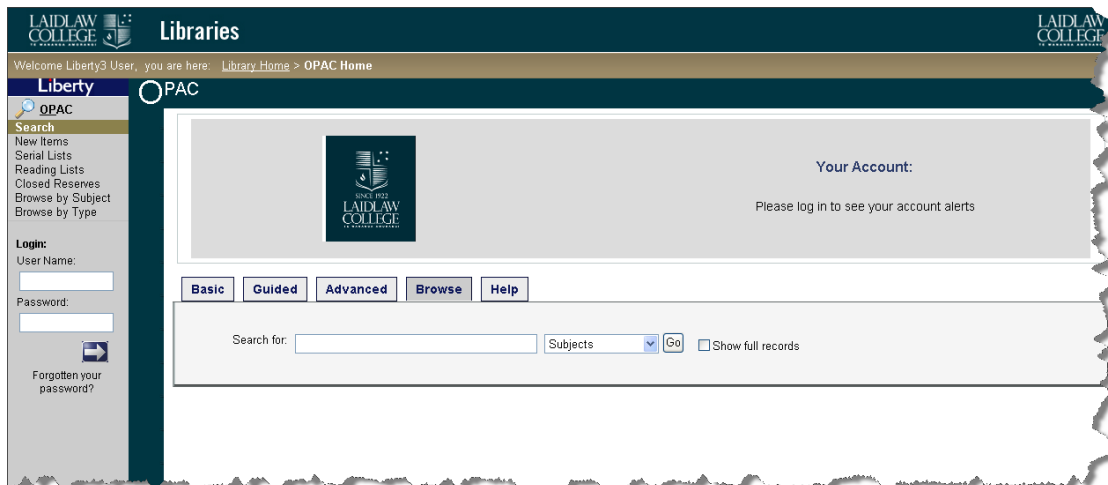 LAIDLAW COLLEGE
Libraries
LAIDLAW COLLEGE
Welcome Liberty3 User, you are here: Library Home > OPAC Home
Liberty
OPAC
Search
New Items
Serial Lists
Reading Lists
Closed Reserves
Browse by Subject
Browse by Type
Login:
User Name:
Password:
Forgotten your
password?
OPAC
SINCE 1922
LAIDLAW
COLLEGE
Your Account:
Please log in to see your account alerts
Basic Guided Advanced Browse Help
Search for: Subjects Go Show full records